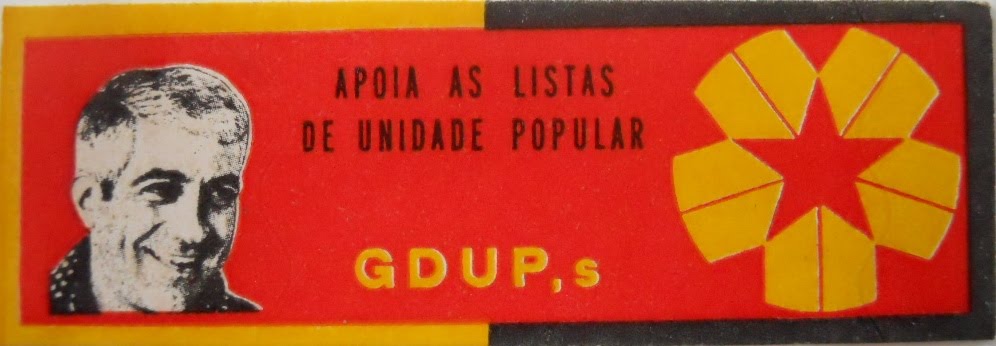 APOIA AS LISTAS
DE UNIDADE POPULAR
GDUP,s